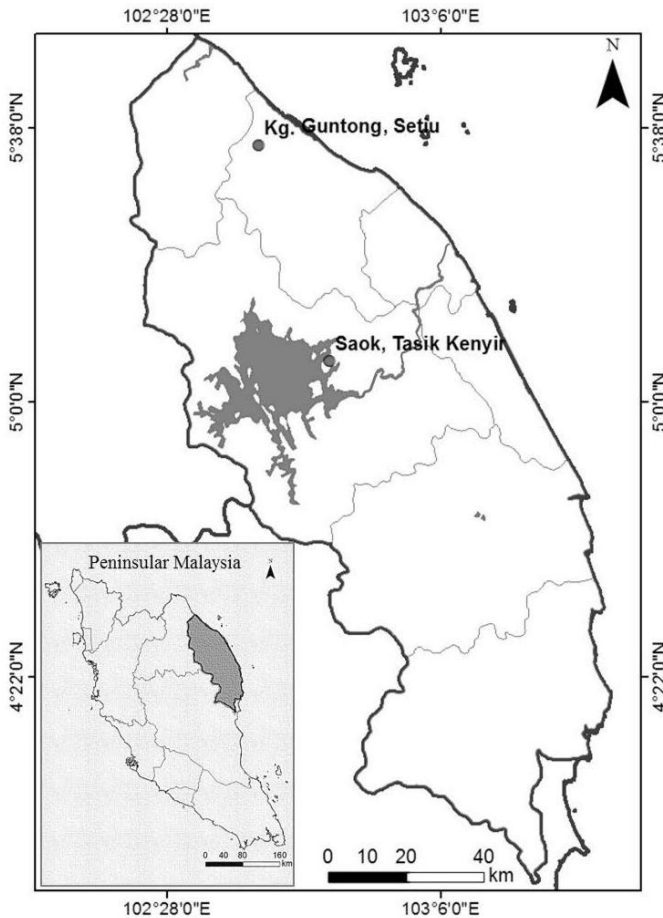 102°28'0"E 103°6'0"E
N
5°38'0"N 5°38'0"N
Kg. Guntong, Setiu
Saok, Tasik Kenyir
5°0'0"N 5°0'0"N
Peninsular Malaysia
N
4°22'0"N 4°22'0"N
0 40 80 160
km
0 10 20 40
km
102°28'0"E 103°6'0"E